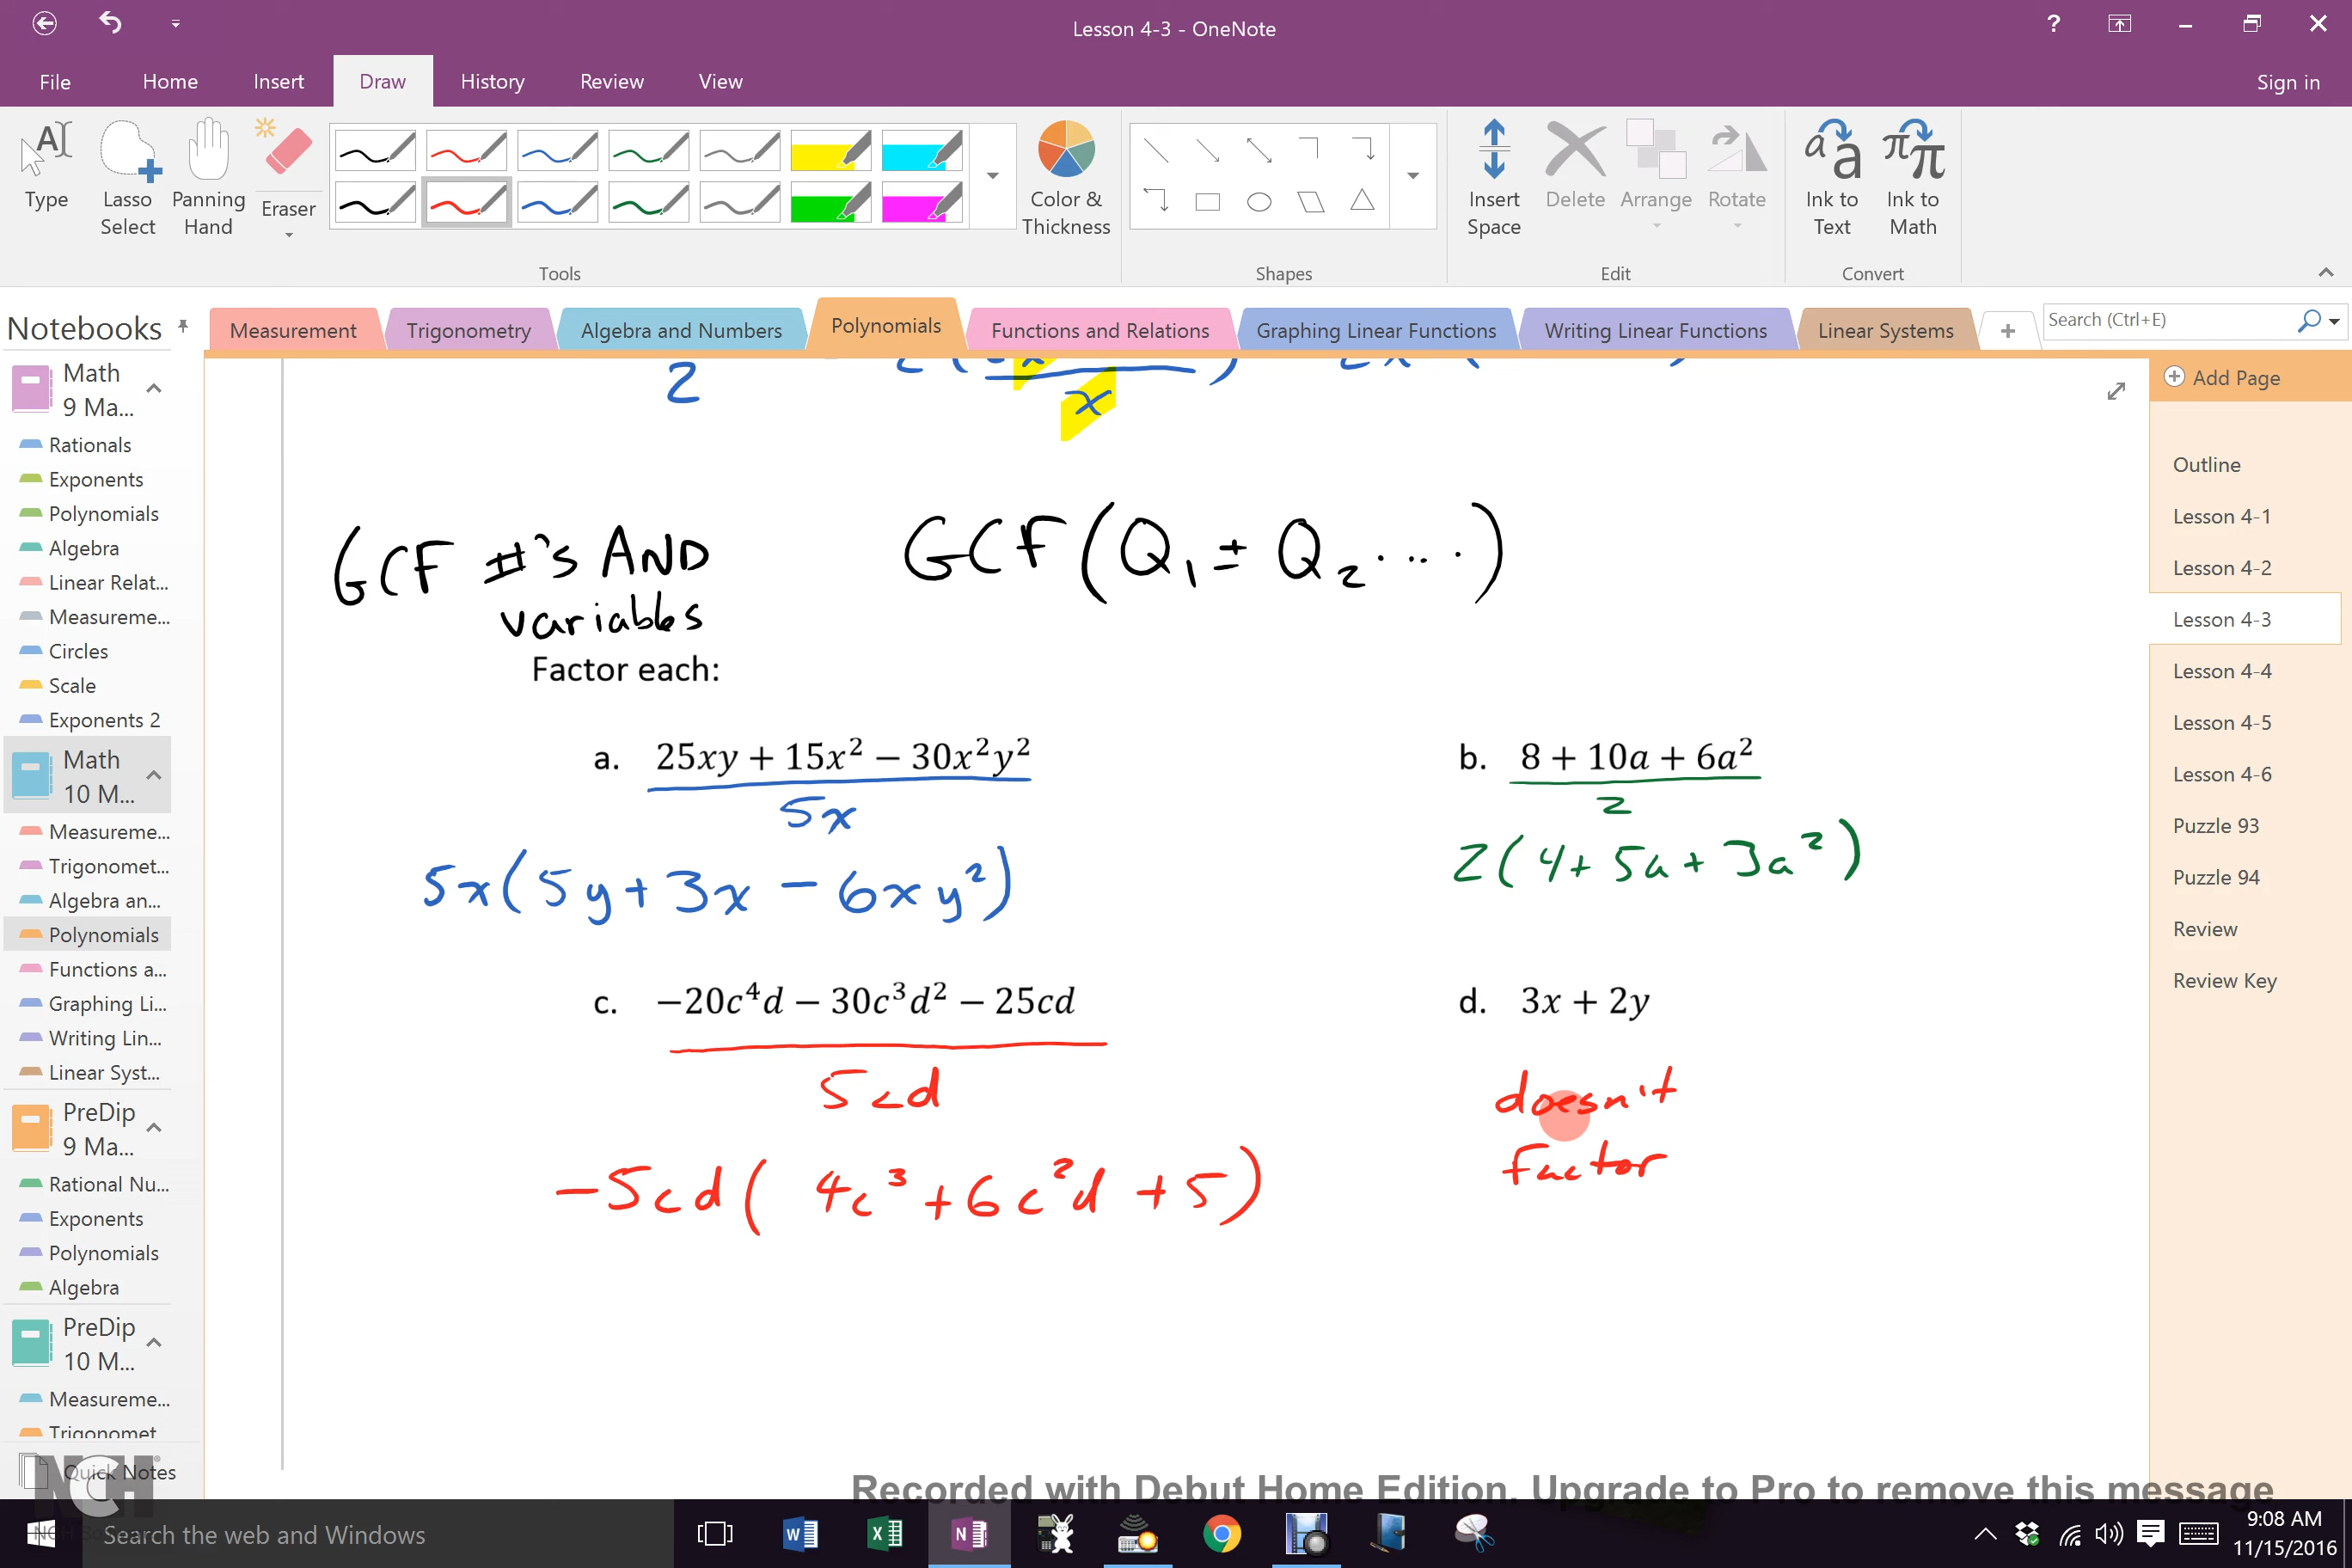 Lesson 4-3 - OneNote
?
File Home Insert Draw History Review View Sign in
Type
Lasso Select
Panning Hand
Eraser
Color & Thickness
Insert Space
Delete
Arrange
Rotate
Ink to Text
Ink to Math
Tools Shapes Edit Convert
Notebooks
Measurement Trigonometry Algebra and Numbers Polynomials Functions and Relations Graphing Linear Functions Writing Linear Functions Linear Systems +
Search (Ctrl+E)
Math
9 Ma...
Rationals
Exponents
Polynomials
Algebra
Linear Relat...
Measureme...
Circles
Scale
Exponents 2
Math
10 M...
Measureme...
Trigonomet...
Algebra an...
Polynomials
Functions a...
Graphing Li...
Writing Lin...
Linear Syst...
PreDip
9 Ma...
Rational Nu...
Exponents
Polynomials
Algebra
PreDip
10 M...
Measureme...
Trigonomet
Quick Notes
2
x
GCF #'s AND
variables
GCF(Q₁ ± Q₂ ....)
Factor each:
a. 25xy + 15x² − 30x²y²
5x
5x(5y + 3x − 6xy²)
b. 8 + 10a + 6a²
2
2(4 + 5a + 3a²)
c. −20c⁴d − 30c³d² − 25cd
5cd
−5cd( 4c³ + 6c²d + 5)
d. 3x + 2y
doesn't
factor
Add Page
Outline
Lesson 4-1
Lesson 4-2
Lesson 4-3
Lesson 4-4
Lesson 4-5
Lesson 4-6
Puzzle 93
Puzzle 94
Review
Review Key
NCH
Recorded with Debut Home Edition. Upgrade to Pro to remove this message
Search the web and Windows
9:08 AM
11/15/2016